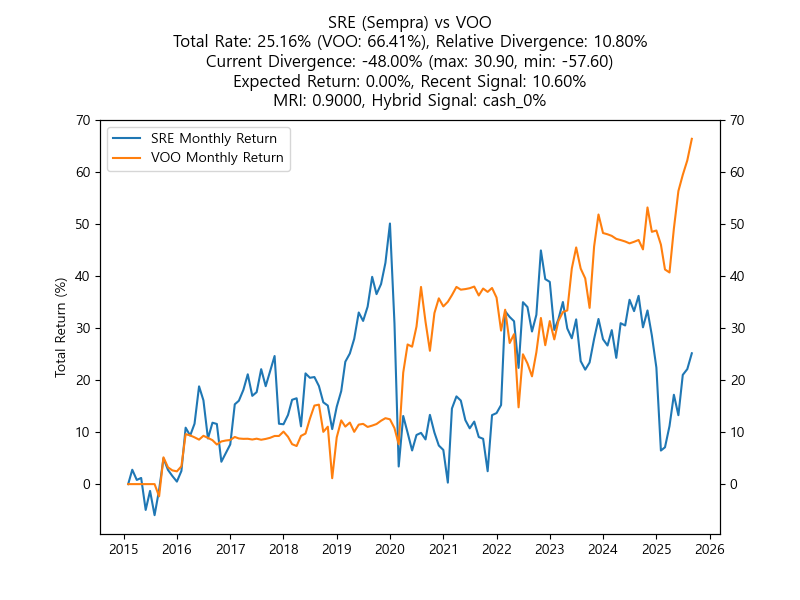 SRE (Sempra) vs VOO
Total Rate: 25.16% (VOO: 66.41%), Relative Divergence: 10.80%
Current Divergence: -48.00% (max: 30.90, min: -57.60)
Expected Return: 0.00%, Recent Signal: 10.60%
MRI: 0.9000, Hybrid Signal: cash_0%
SRE Monthly Return
VOO Monthly Return
Total Return (%)
70
60
50
40
30
20
10
0
70
60
50
40
30
20
10
0
2015 2016 2017 2018 2019 2020 2021 2022 2023 2024 2025 2026